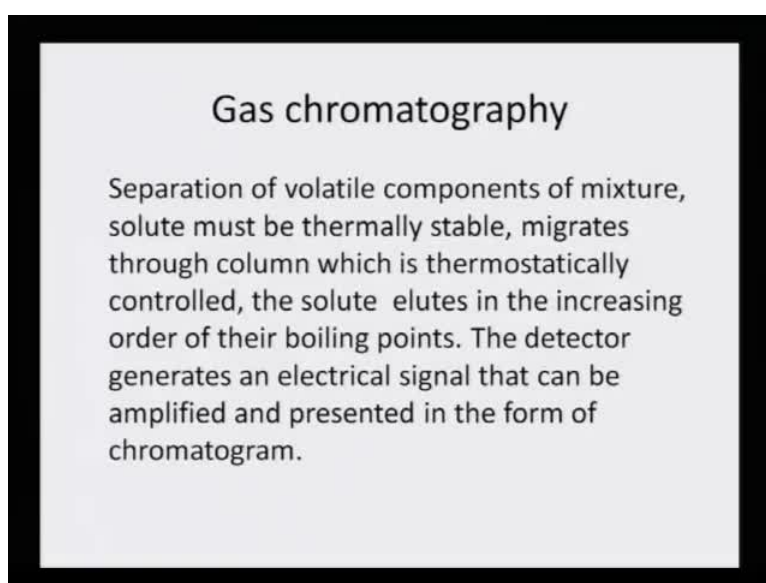 Gas chromatography
Separation of volatile components of mixture,
solute must be thermally stable, migrates
through column which is thermostatically
controlled, the solute elutes in the increasing
order of their boiling points. The detector
generates an electrical signal that can be
amplified and presented in the form of
chromatogram.